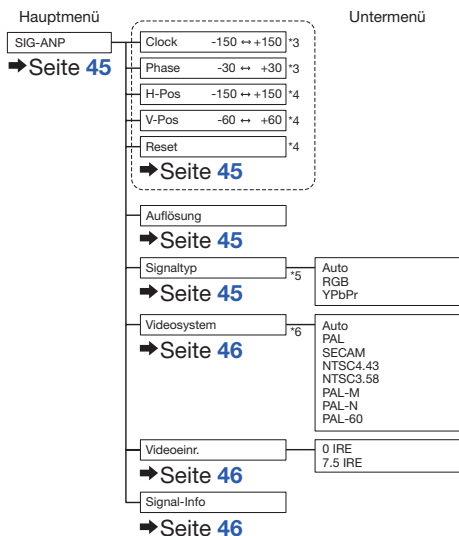 Hauptmenü
Untermenü
SIG-ANP
➡Seite 45
Clock -150 ↔ +150 *3
Phase -30 ↔ +30 *3
H-Pos -150 ↔ +150 *4
V-Pos -60 ↔ +60 *4
Reset *4
➡Seite 45
Auflösung
➡Seite 45
Signaltyp *5
➡Seite 45
Auto
RGB
YPbPr
Videosystem *6
➡Seite 46
Auto
PAL
SECAM
NTSC4.43
NTSC3.58
PAL-M
PAL-N
PAL-60
Videoeinr.
➡Seite 46
0 IRE
7.5 IRE
Signal-Info
➡Seite 46